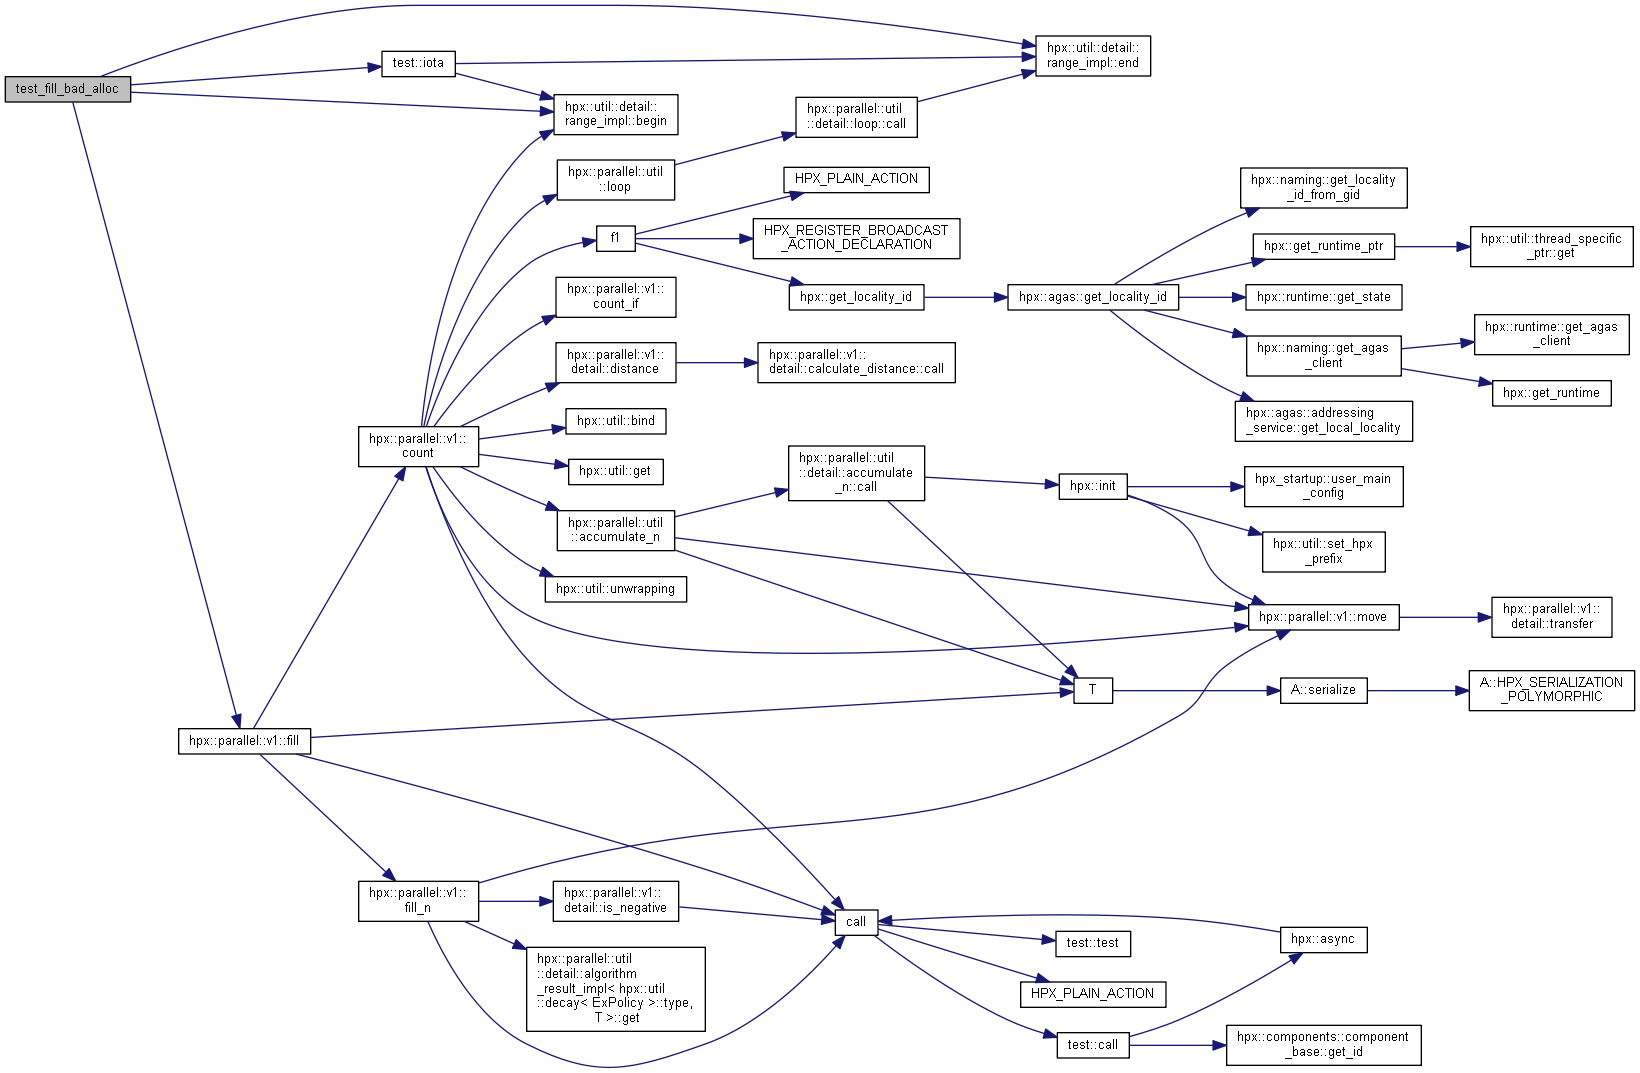 test_fill_bad_alloc
test::iota
hpx::util::detail::
range_impl::end
hpx::util::detail::
range_impl::begin
hpx::parallel::util
::detail::loop::call
hpx::parallel::util
::loop
HPX_PLAIN_ACTION
f1
HPX_REGISTER_BROADCAST
_ACTION_DECLARATION
hpx::get_locality_id
hpx::agas::get_locality_id
hpx::naming::get_locality
_id_from_gid
hpx::get_runtime_ptr
hpx::util::thread_specific
_ptr::get
hpx::runtime::get_state
hpx::naming::get_agas
_client
hpx::runtime::get_agas
_client
hpx::get_runtime
hpx::agas::addressing
_service::get_local_locality
hpx::parallel::v1::
count_if
hpx::parallel::v1::
detail::distance
hpx::parallel::v1::
detail::calculate_distance::call
hpx::parallel::v1::
count
hpx::util::bind
hpx::util::get
hpx::parallel::util
::accumulate_n
hpx::parallel::util
::detail::accumulate
_n::call
hpx::init
hpx_startup::user_main
_config
hpx::util::set_hpx
_prefix
hpx::util::unwrapping
hpx::parallel::v1::move
hpx::parallel::v1::
detail::transfer
T
A::serialize
A::HPX_SERIALIZATION
_POLYMORPHIC
hpx::parallel::v1::fill
hpx::parallel::v1::
fill_n
hpx::parallel::v1::
detail::is_negative
hpx::parallel::util
::detail::algorithm
_result_impl< hpx::util
::decay< ExPolicy >::type,
T >::get
call
test::test
HPX_PLAIN_ACTION
test::call
hpx::async
hpx::components::component
_base::get_id